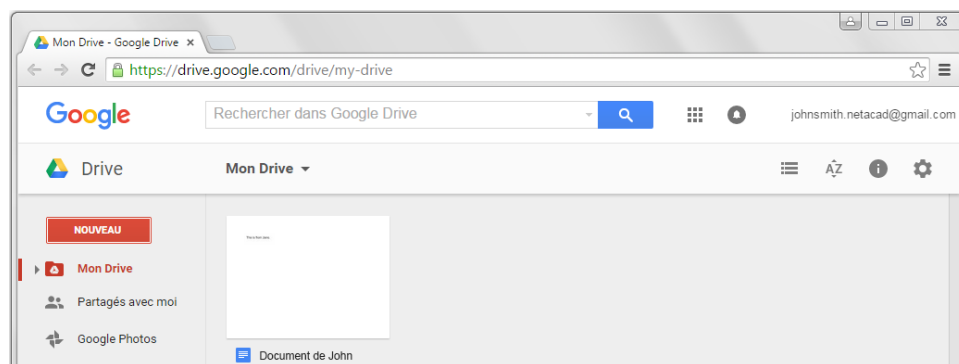 Mon Drive - Google Drive
https://drive.google.com/drive/my-drive
Google Rechercher dans Google Drive johnsmith.netacad@gmail.com
Drive Mon Drive AZ
NOUVEAU
Mon Drive
Partagés avec moi
Google Photos
Document de John